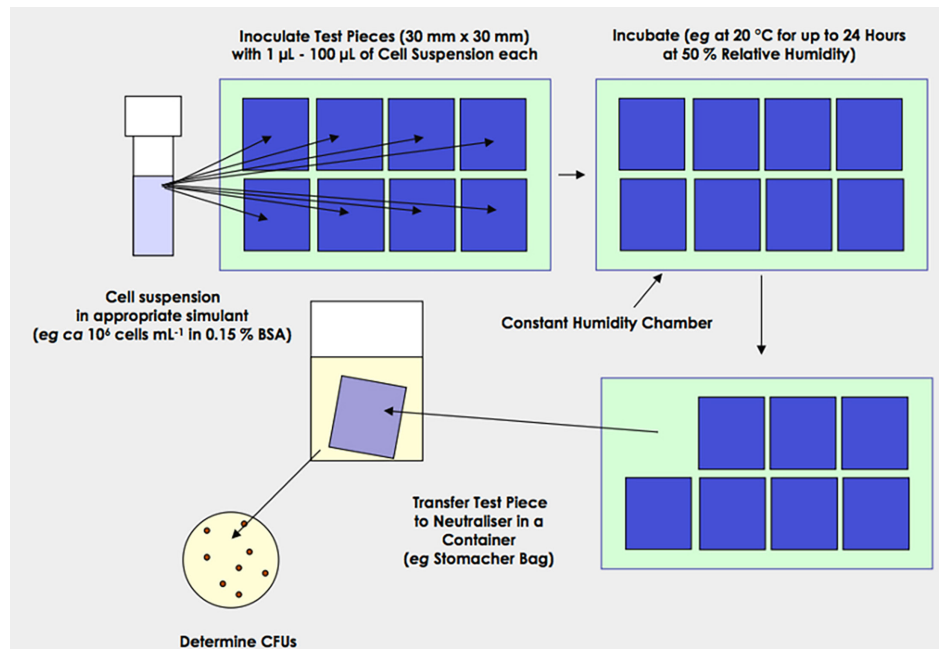 Inoculate Test Pieces (30 mm x 30 mm)
with 1 µL - 100 µL of Cell Suspension each
Incubate (eg at 20 °C for up to 24 Hours
at 50 % Relative Humidity)
Cell suspension
in appropriate simulant
(eg ca 10⁶ cells mL⁻¹ in 0.15 % BSA)
Constant Humidity Chamber
Transfer Test Piece
to Neutraliser in a
Container
(eg Stomacher Bag)
Determine CFUs